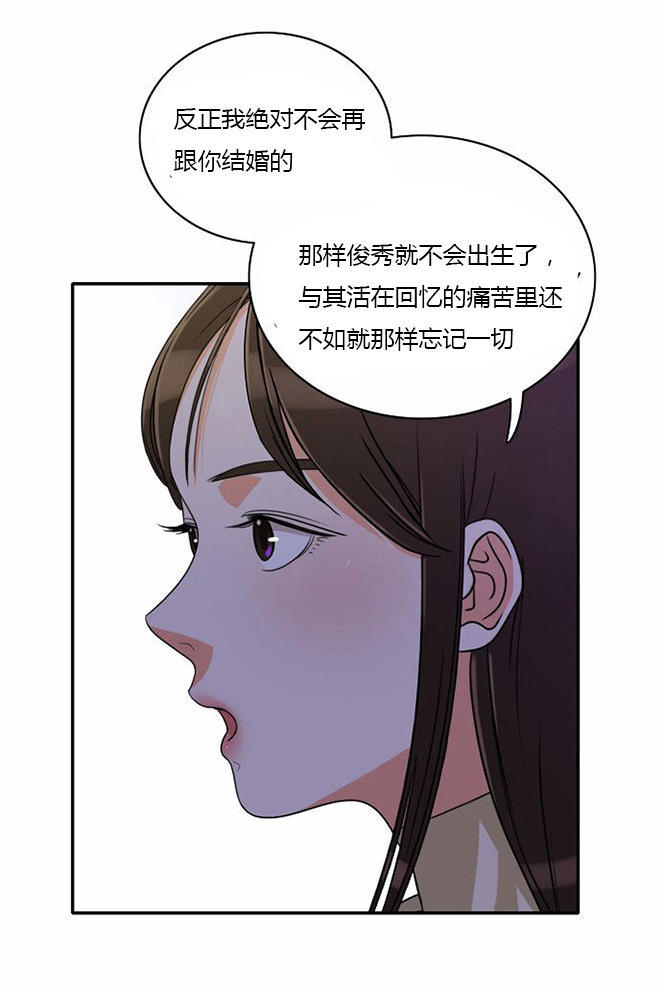 反正我绝对不会再
跟你结婚的
那样俊秀就不会出生了，
与其活在回忆的痛苦里还
不如就那样忘记一切